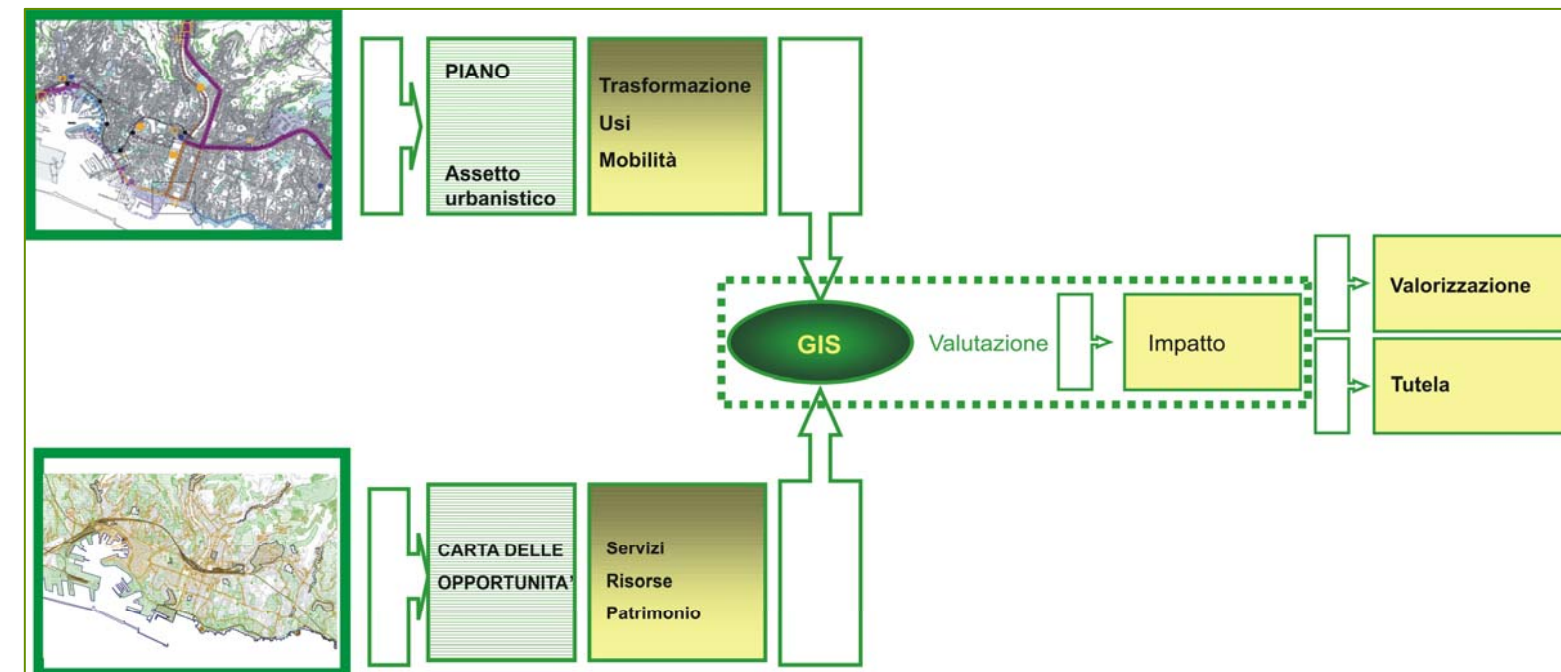 PIANO
Assetto
urbanistico
Trasformazione
Usi
Mobilità
GIS
Valutazione
Impatto
Valorizzazione
Tutela
CARTA DELLE
OPPORTUNITA'
Servizi
Risorse
Patrimonio